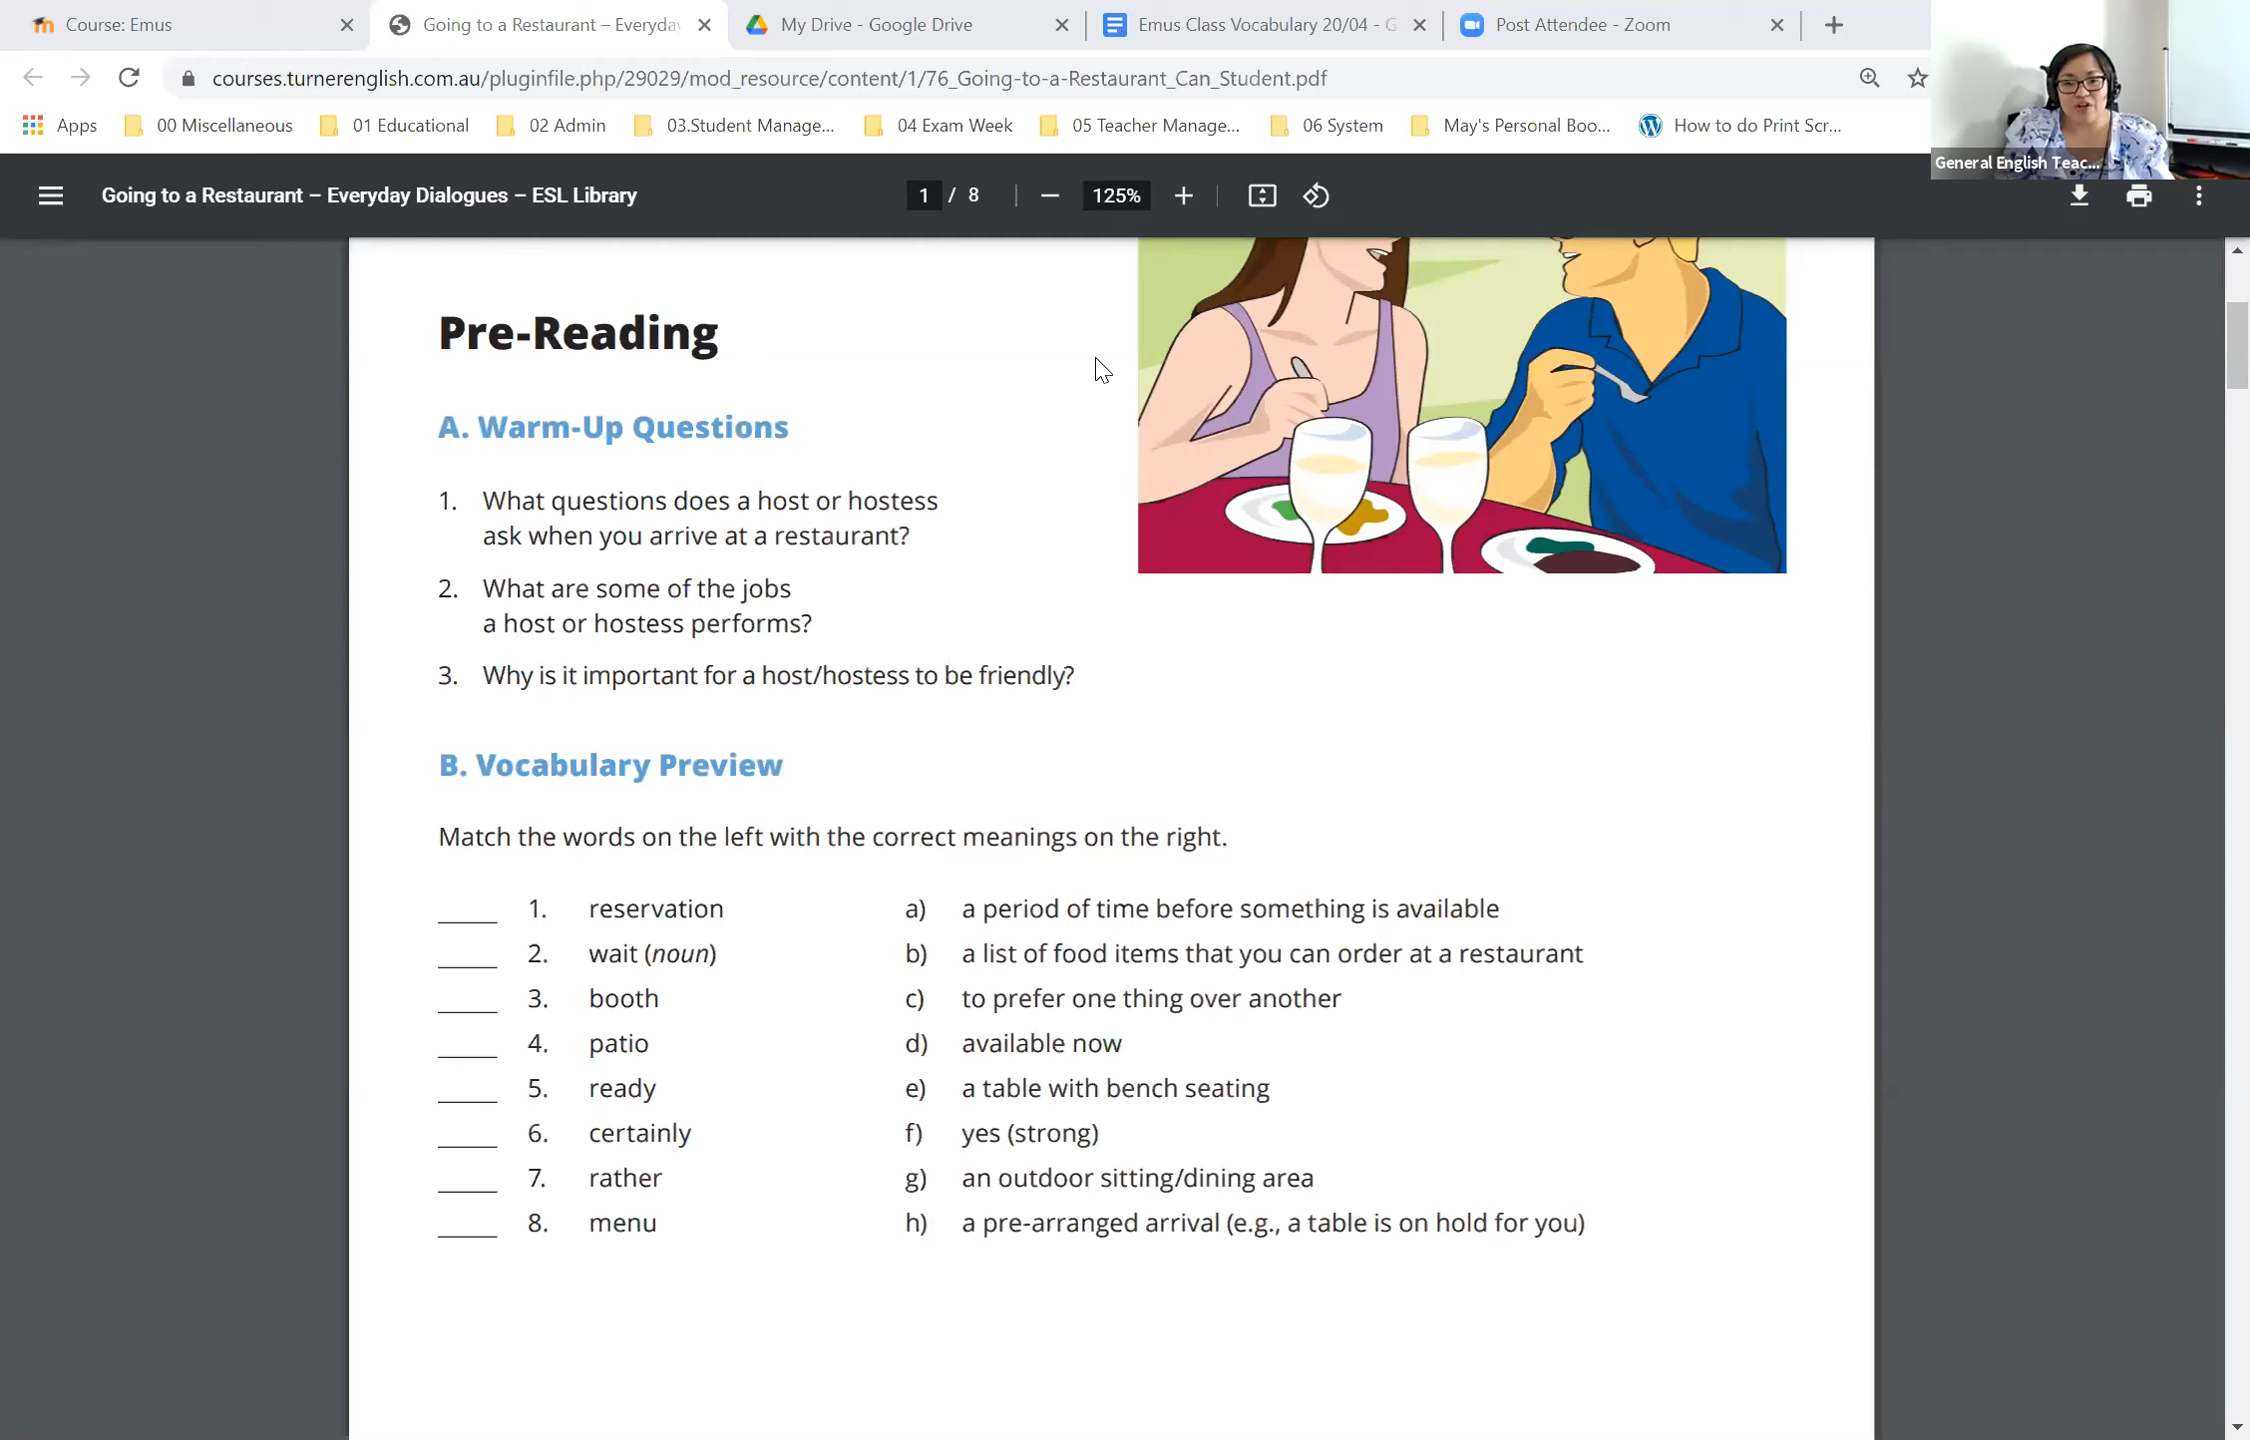 Course: Emus
Going to a Restaurant – Everyda
My Drive - Google Drive
Emus Class Vocabulary 20/04 - G
Post Attendee - Zoom
courses.turnerenglish.com.au/pluginfile.php/29029/mod_resource/content/1/76_Going-to-a-Restaurant_Can_Student.pdf
Apps
00 Miscellaneous
01 Educational
02 Admin
03.Student Manage...
04 Exam Week
05 Teacher Manage...
06 System
May's Personal Boo...
How to do Print Scr...
General English Teac...
Going to a Restaurant – Everyday Dialogues – ESL Library
1 / 8
125%
Pre-Reading
A. Warm-Up Questions
1. What questions does a host or hostess
ask when you arrive at a restaurant?
2. What are some of the jobs
a host or hostess performs?
3. Why is it important for a host/hostess to be friendly?
B. Vocabulary Preview
Match the words on the left with the correct meanings on the right.
_____ 1. reservation a) a period of time before something is available
_____ 2. wait (noun) b) a list of food items that you can order at a restaurant
_____ 3. booth c) to prefer one thing over another
_____ 4. patio d) available now
_____ 5. ready e) a table with bench seating
_____ 6. certainly f) yes (strong)
_____ 7. rather g) an outdoor sitting/dining area
_____ 8. menu h) a pre-arranged arrival (e.g., a table is on hold for you)